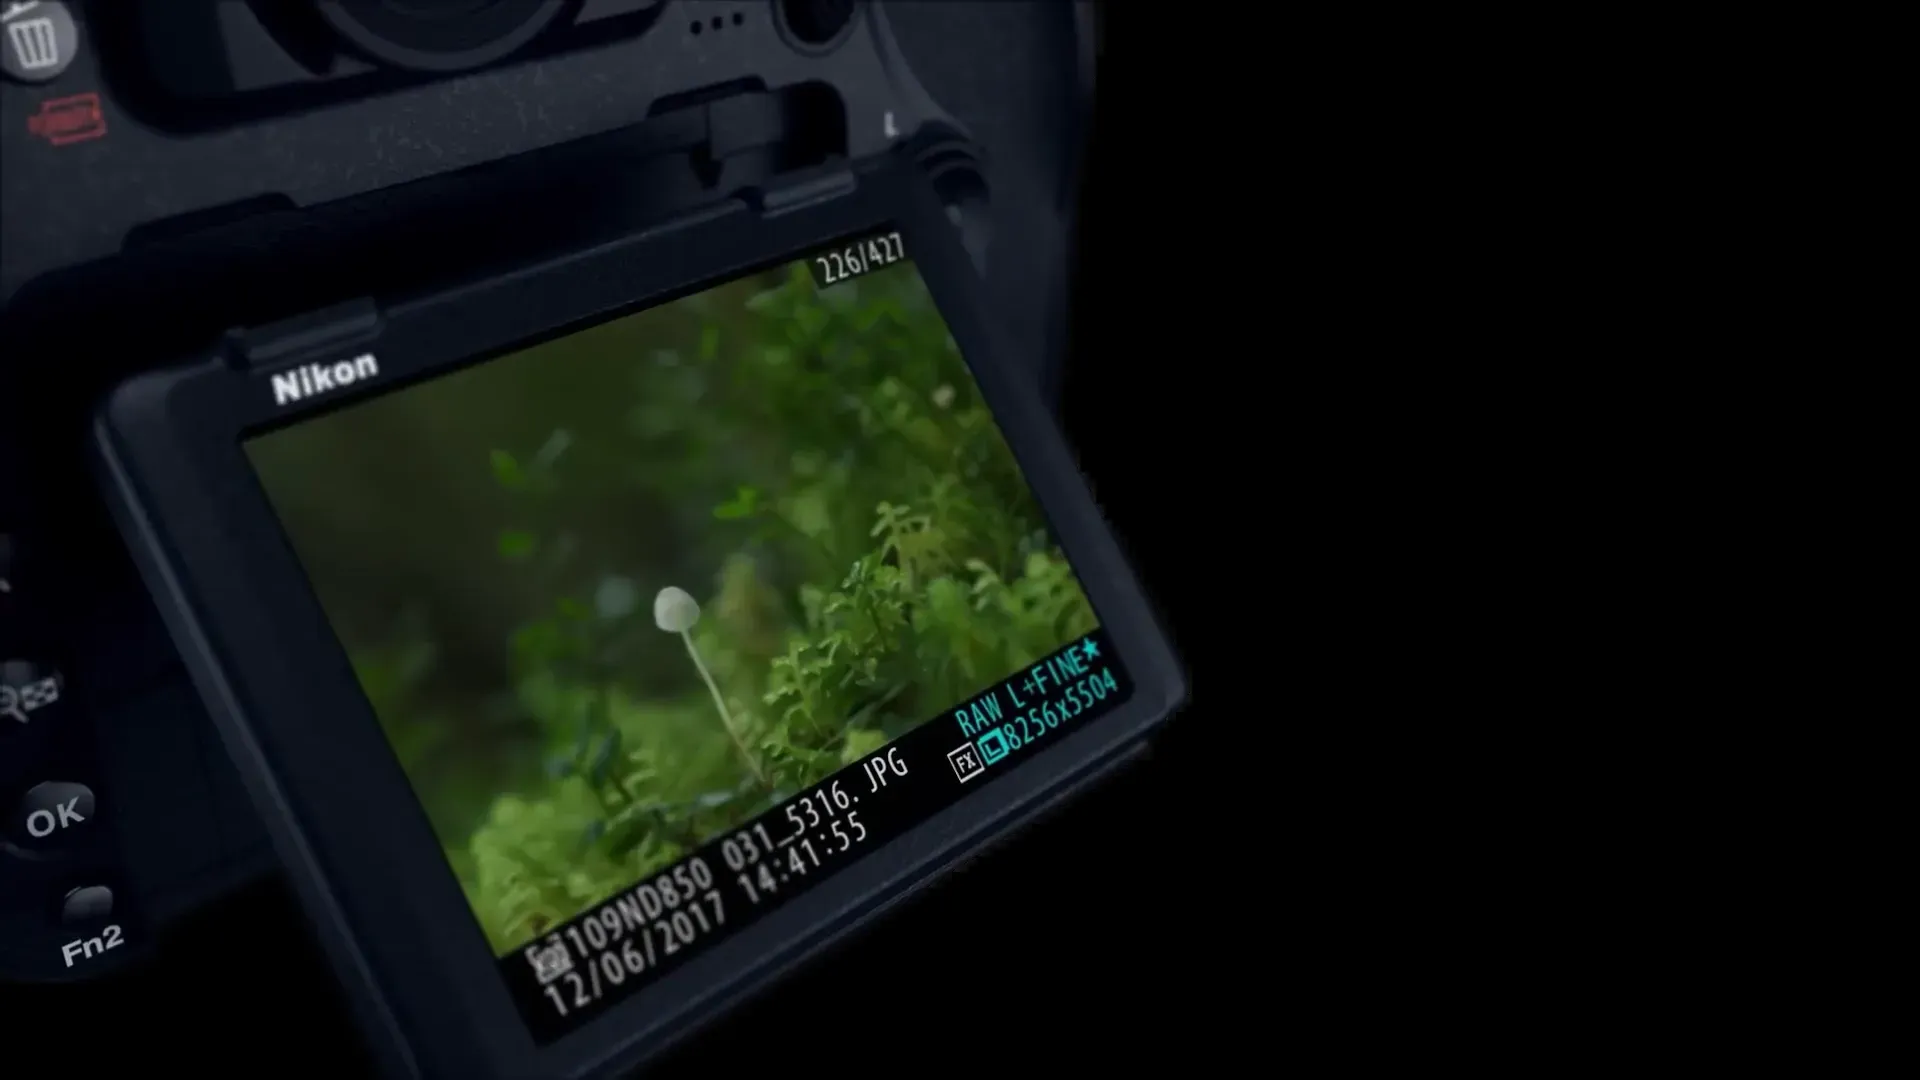 L
226/427
Nikon
RAW L+FINE★
FX L 8256x5504
109ND850 031_5316.JPG
12/06/2017 14:41:55
OK
Fn2